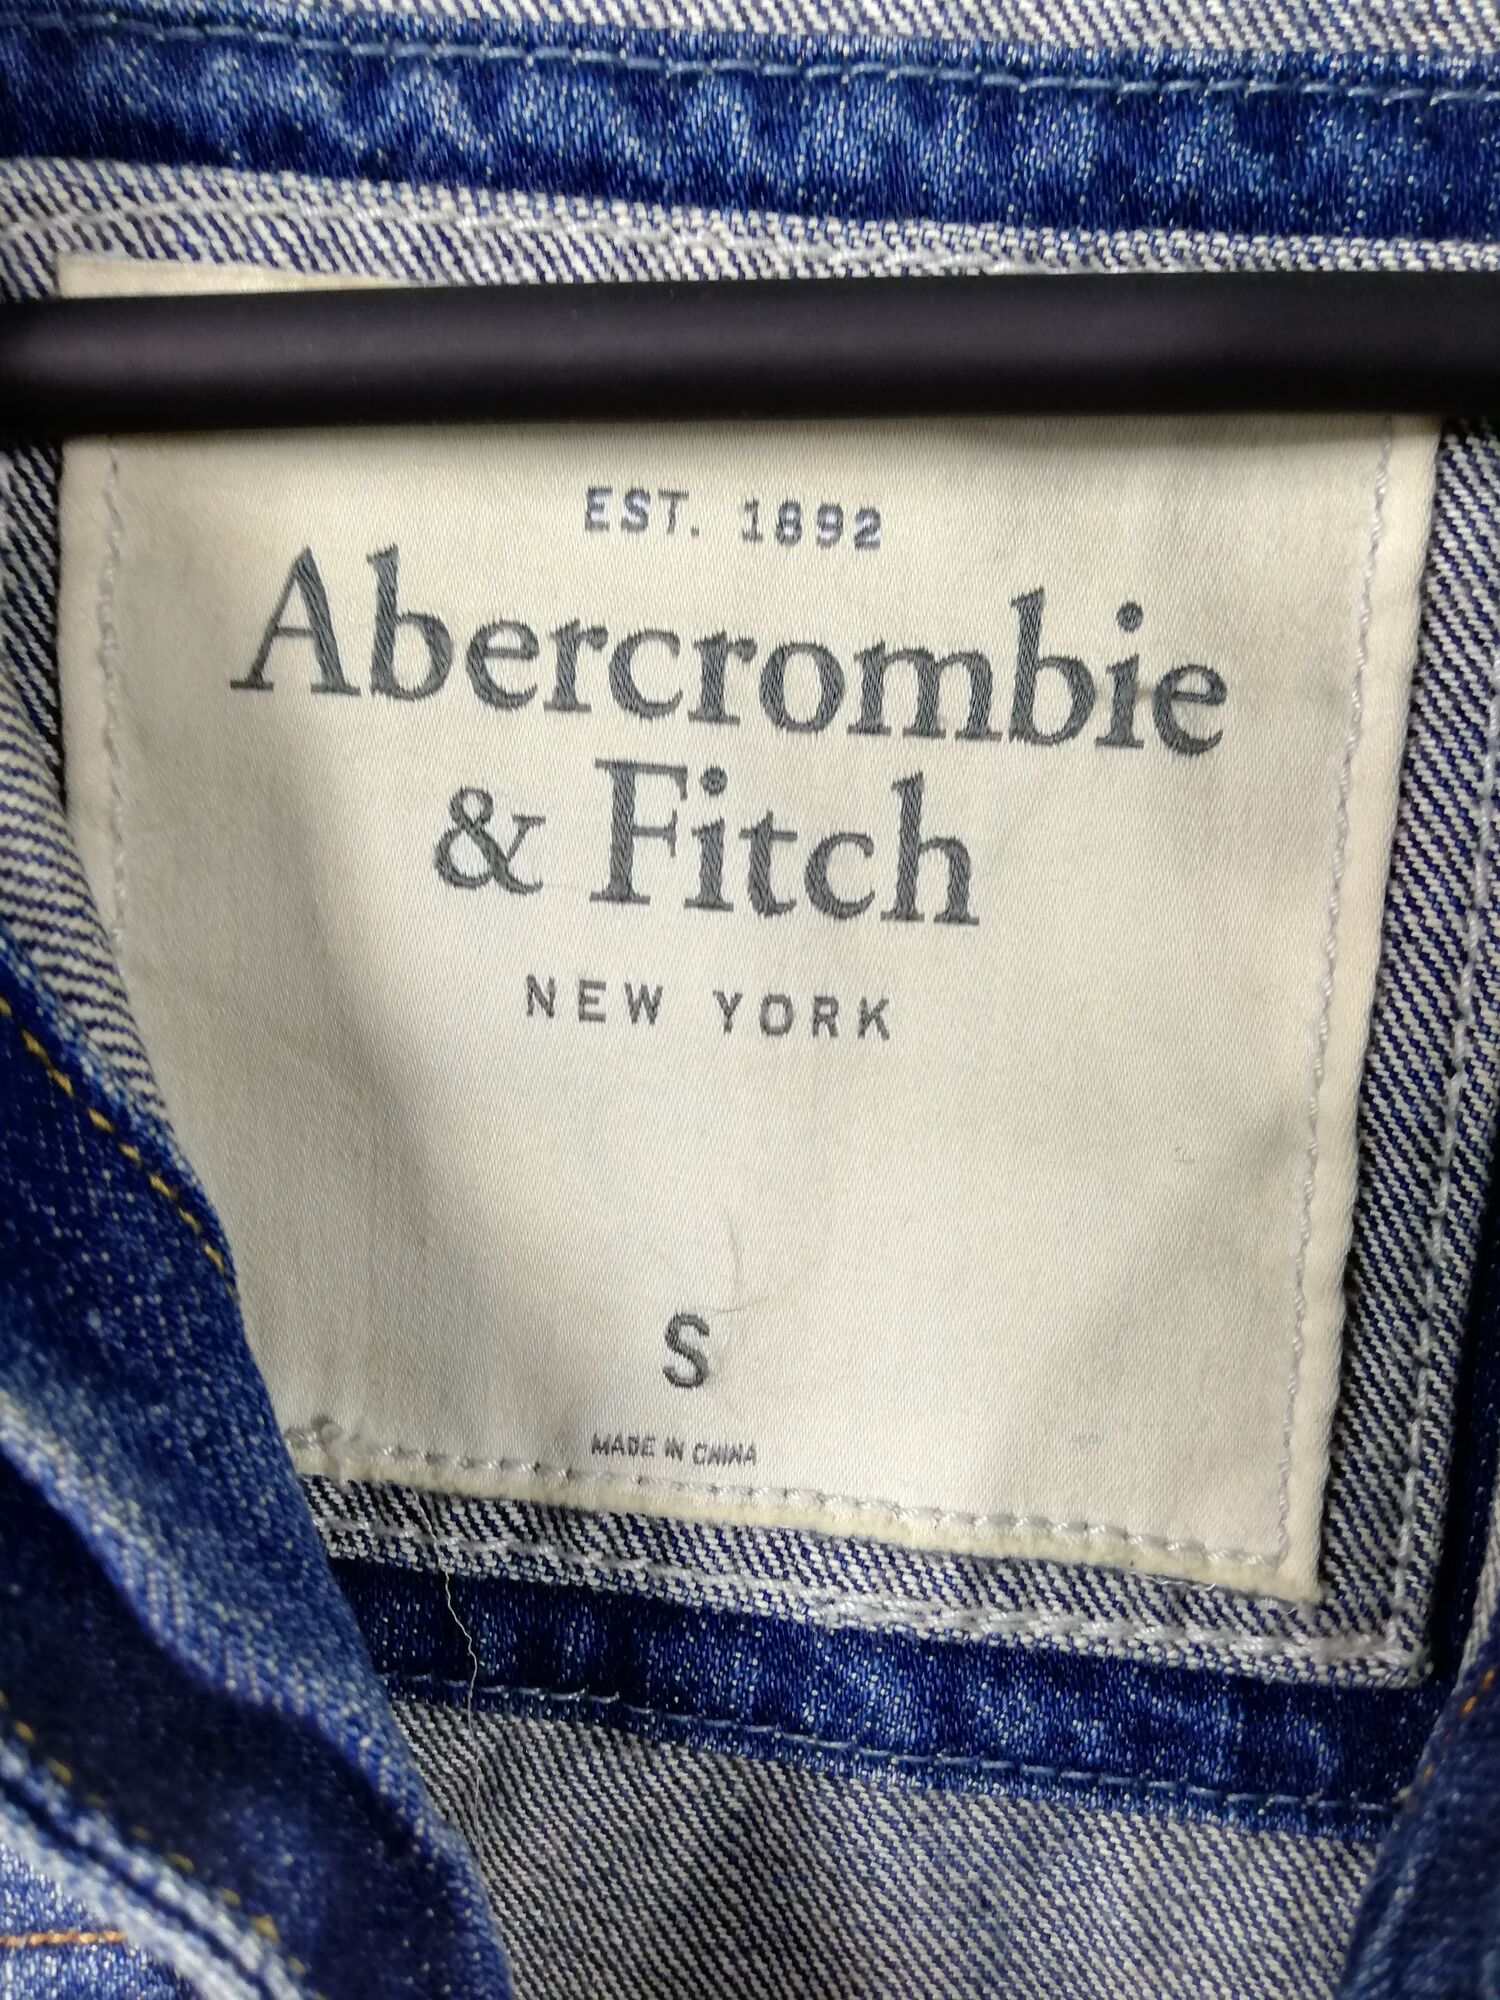 EST. 1892
Abercrombie
& Fitch
NEW YORK
S
MADE IN CHINA